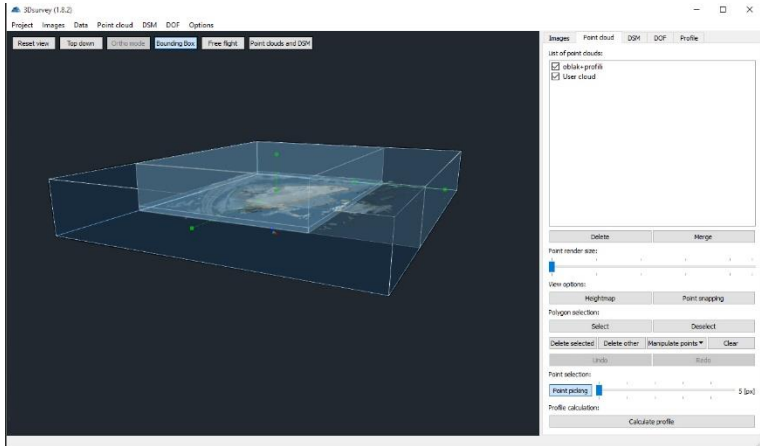 3Dsurvey (1.8.2)
Project Images Data Point cloud DSM DOF Options
Reset view Top down Ortho mode Bounding Box Free flight Point clouds and DSM
Images Point cloud DSM DOF Profile
List of point clouds:
oblak+profili
User cloud
Delete Merge
Point render size:
View options:
Heightmap Point snapping
Polygon selection:
Select Deselect
Delete selected Delete other Manipulate points Clear
Undo Redo
Point selection:
Point picking 5 [px]
Profile calculation:
Calculate profile